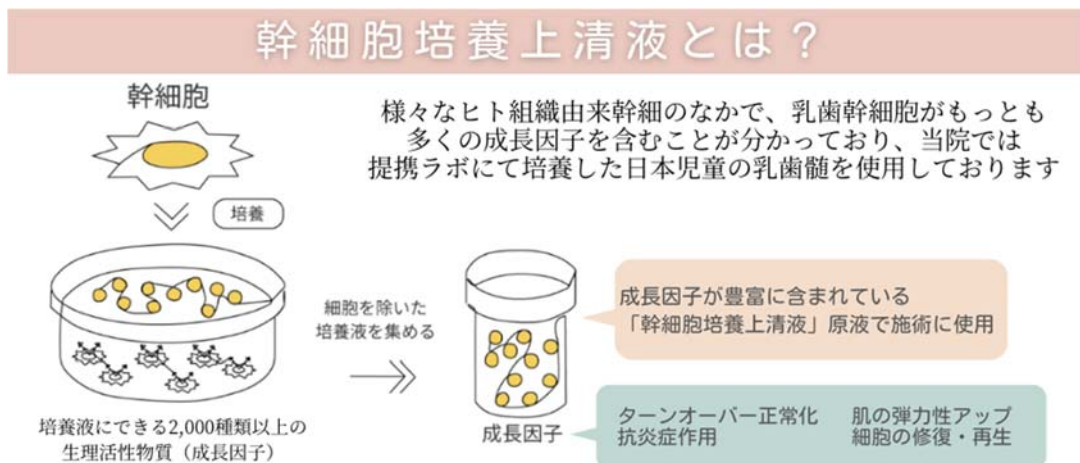 幹細胞培養上清液とは？
幹細胞
様々なヒト組織由来幹細のなかで、乳歯幹細胞がもっとも
多くの成長因子を含むことが分かっており、当院では
提携ラボにて培養した日本児童の乳歯髄を使用しております
培養
細胞を除いた
培養液を集める
成長因子が豊富に含まれている
「幹細胞培養上清液」原液で施術に使用
培養液にできる2,000種類以上の
生理活性物質（成長因子）
成長因子
ターンオーバー正常化　肌の弾力性アップ
抗炎症作用　細胞の修復・再生